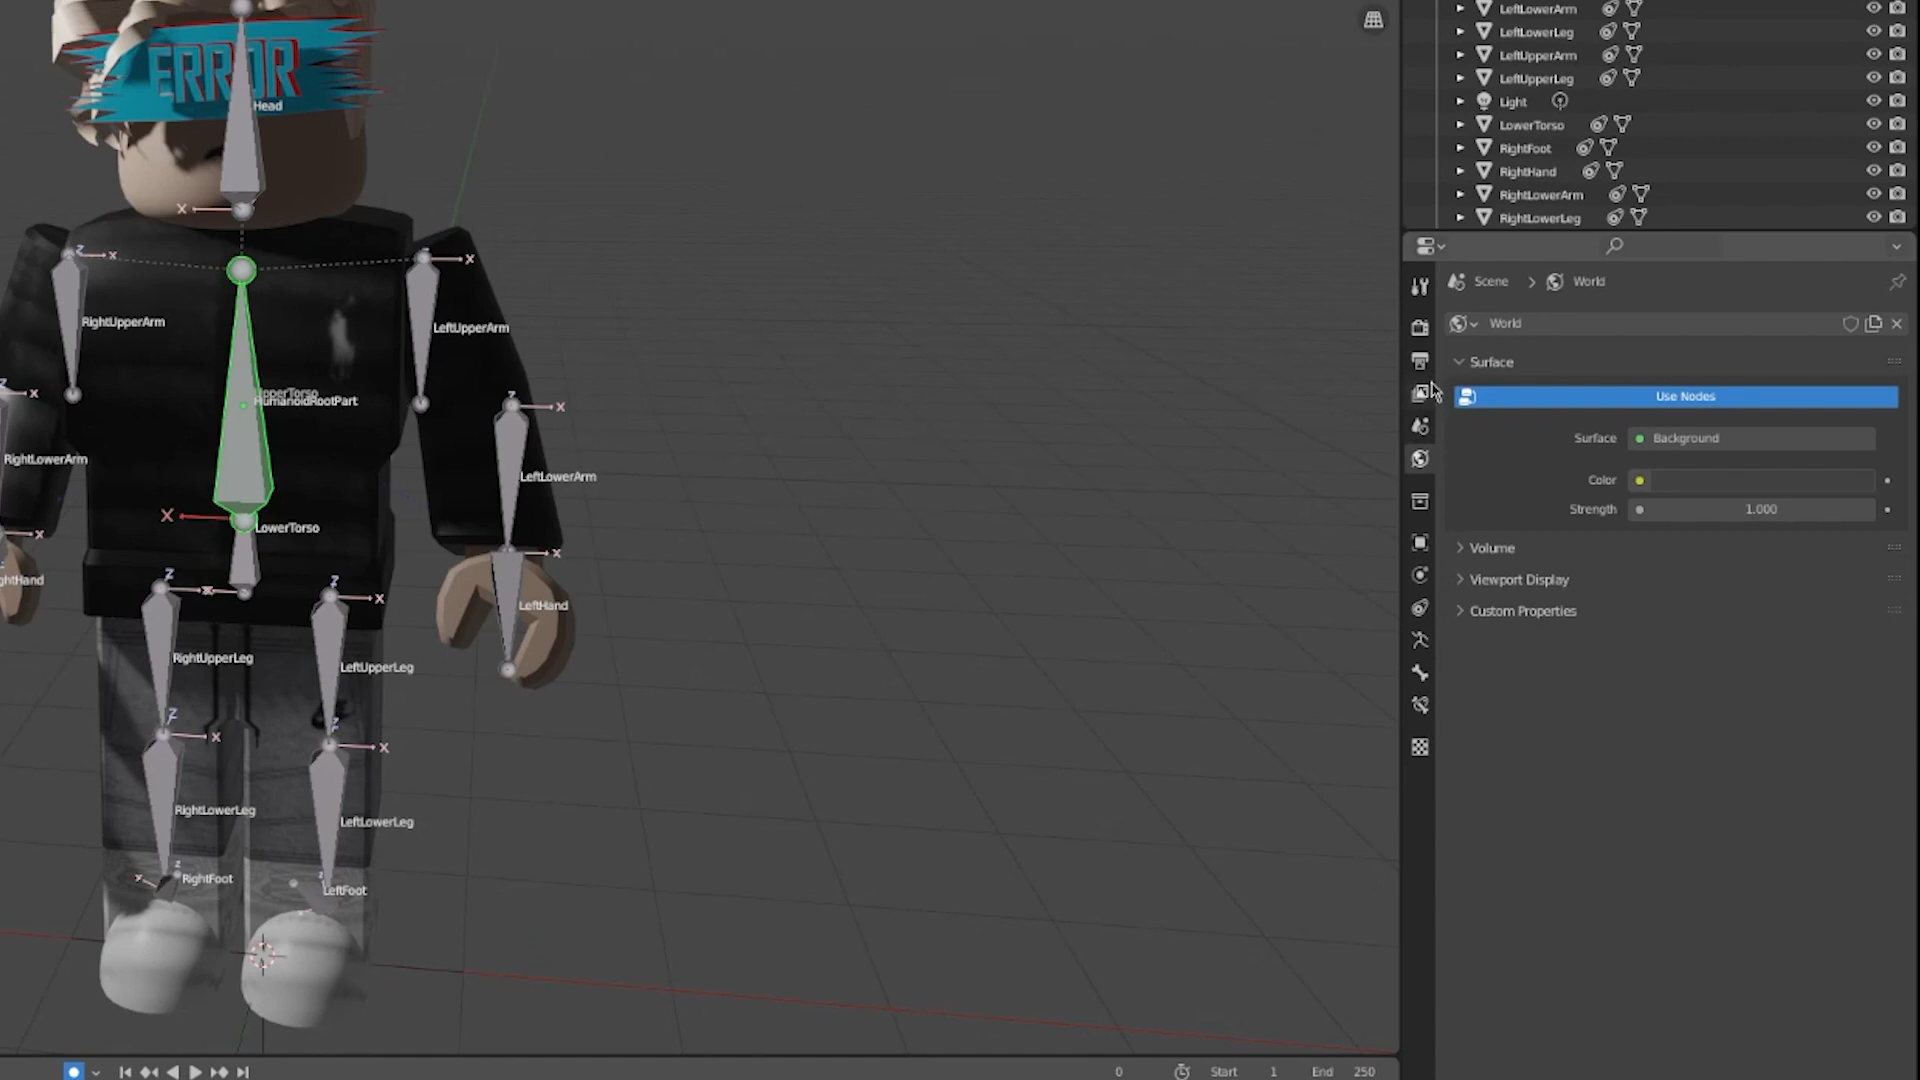 ERROR
Head
X
Z
X
X
RightUpperArm
LeftUpperArm
X
UpperTorso
HumanoidRootPart
X
RightLowerArm
LeftLowerArm
X
LowerTorso
X
X
ghtHand
Z
X
Z
X
LeftHand
RightUpperLeg
LeftUpperLeg
Z
X
Z
X
RightLowerLeg
LeftLowerLeg
RightFoot
LeftFoot
0
Start 1
End 250
LeftLowerArm
LeftLowerLeg
LeftUpperArm
LeftUpperLeg
Light
LowerTorso
RightFoot
RightHand
RightLowerArm
RightLowerLeg
Scene > World
World
Surface
Use Nodes
Surface Background
Color
Strength 1.000
Volume
Viewport Display
Custom Properties